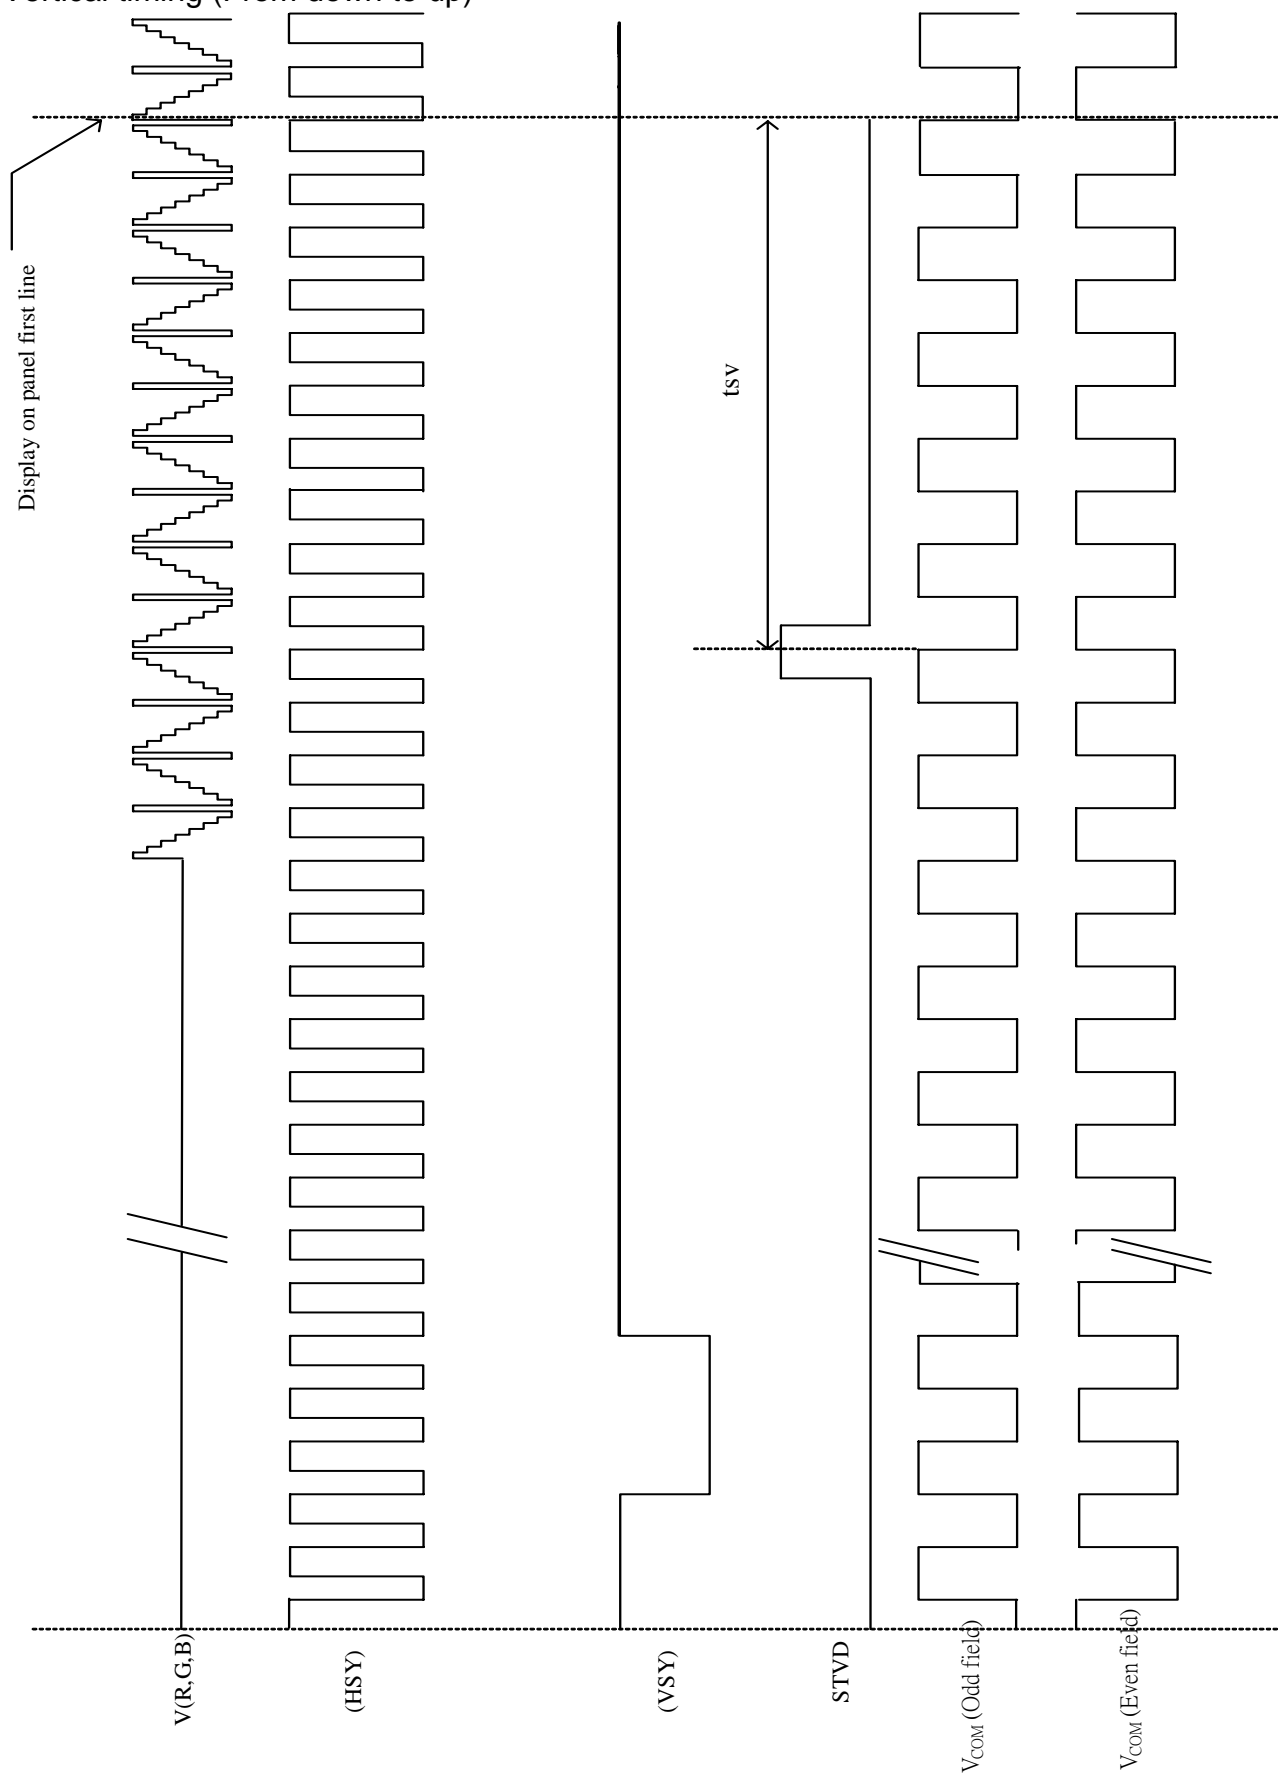 Vertical timing (From down to up)
Display on panel first line
tsv
V(R,G,B)
(HSY)
(VSY)
STVD
VCOM (Odd field)
VCOM (Even field)